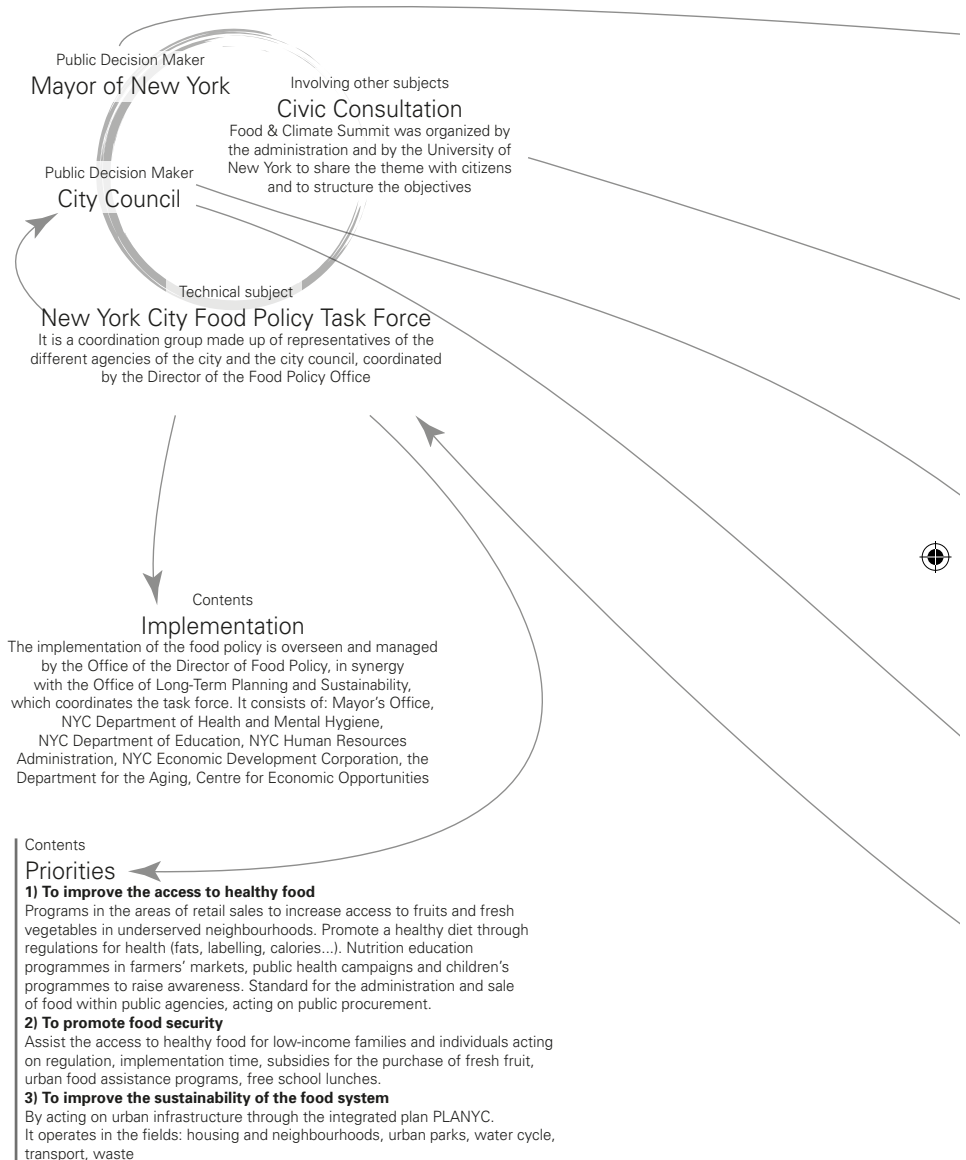 Public Decision Maker
Mayor of New York
Involving other subjects
Civic Consultation
Food & Climate Summit was organized by
the administration and by the University of
New York to share the theme with citizens
and to structure the objectives
Public Decision Maker
City Council
Technical subject
New York City Food Policy Task Force
It is a coordination group made up of representatives of the
different agencies of the city and the city council, coordinated
by the Director of the Food Policy Office
Contents
Implementation
The implementation of the food policy is overseen and managed
by the Office of the Director of Food Policy, in synergy
with the Office of Long-Term Planning and Sustainability,
which coordinates the task force. It consists of: Mayor's Office,
NYC Department of Health and Mental Hygiene,
NYC Department of Education, NYC Human Resources
Administration, NYC Economic Development Corporation, the
Department for the Aging, Centre for Economic Opportunities
Contents
Priorities
1) To improve the access to healthy food
Programs in the areas of retail sales to increase access to fruits and fresh
vegetables in underserved neighbourhoods. Promote a healthy diet through
regulations for health (fats, labelling, calories...). Nutrition education
programmes in farmers' markets, public health campaigns and children's
programmes to raise awareness. Standard for the administration and sale
of food within public agencies, acting on public procurement.
2) To promote food security
Assist the access to healthy food for low-income families and individuals acting
on regulation, implementation time, subsidies for the purchase of fresh fruit,
urban food assistance programs, free school lunches.
3) To improve the sustainability of the food system
By acting on urban infrastructure through the integrated plan PLANYC.
It operates in the fields: housing and neighbourhoods, urban parks, water cycle,
transport, waste